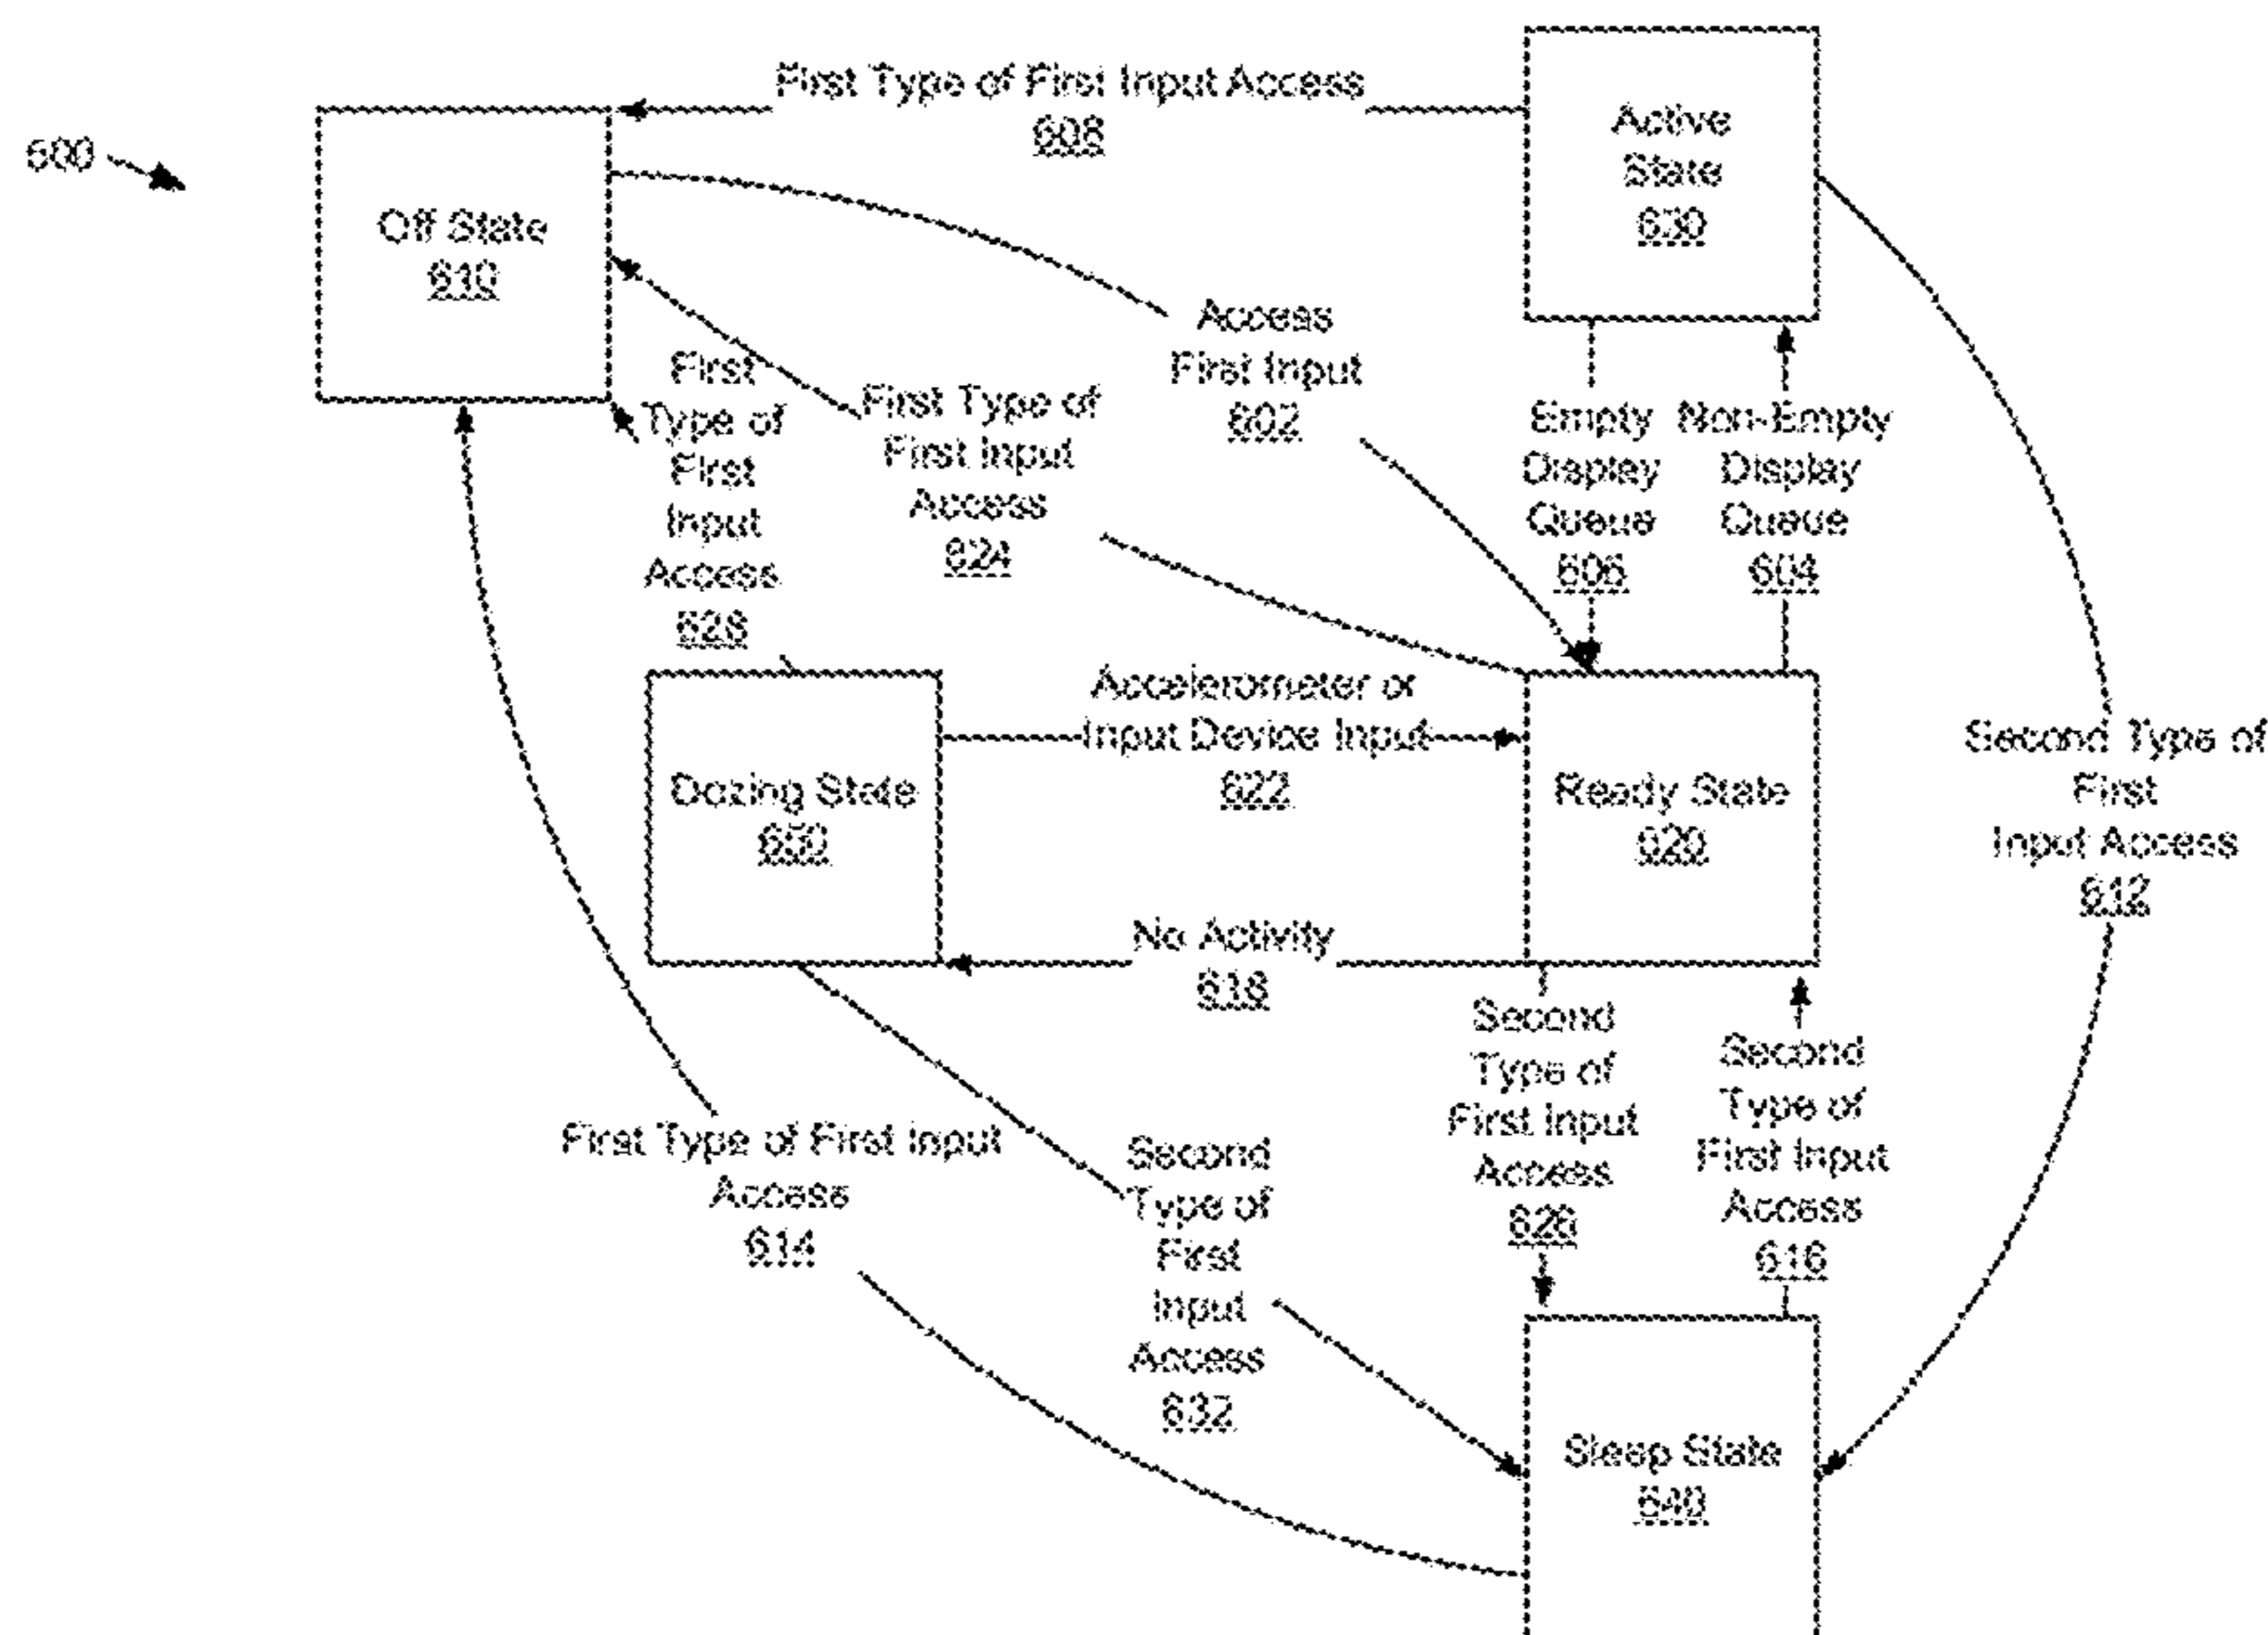 600
First Type of First Input Access
608
Active
State
630
Off State
610
Access
First Input
602
First
Type of
First
Input
Access
628
First Type of
First Input
Access
624
Empty
Display
Queue
606
Non-Empty
Display
Queue
604
Accelerometer or
Input Device Input
622
Dozing State
650
Ready State
620
Second Type of
First
Input Access
612
No Activity
618
Second
Type of
First Input
Access
626
Second
Type of
First Input
Access
616
First Type of First Input
Access
614
Second
Type of
First
Input
Access
632
Sleep State
640